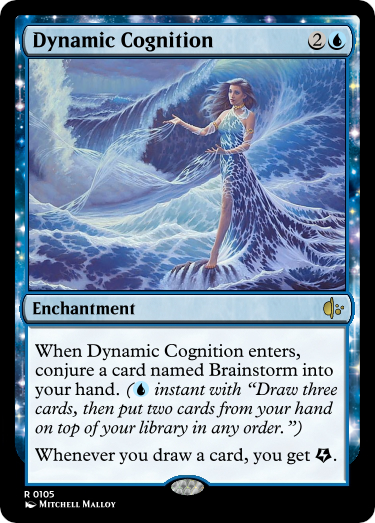 Dynamic Cognition 2
Enchantment
When Dynamic Cognition enters,
conjure a card named Brainstorm into
your hand. ( instant with “Draw three
cards, then put two cards from your hand
on top of your library in any order.”)
Whenever you draw a card, you get .
R 0105
Mitchell Malloy